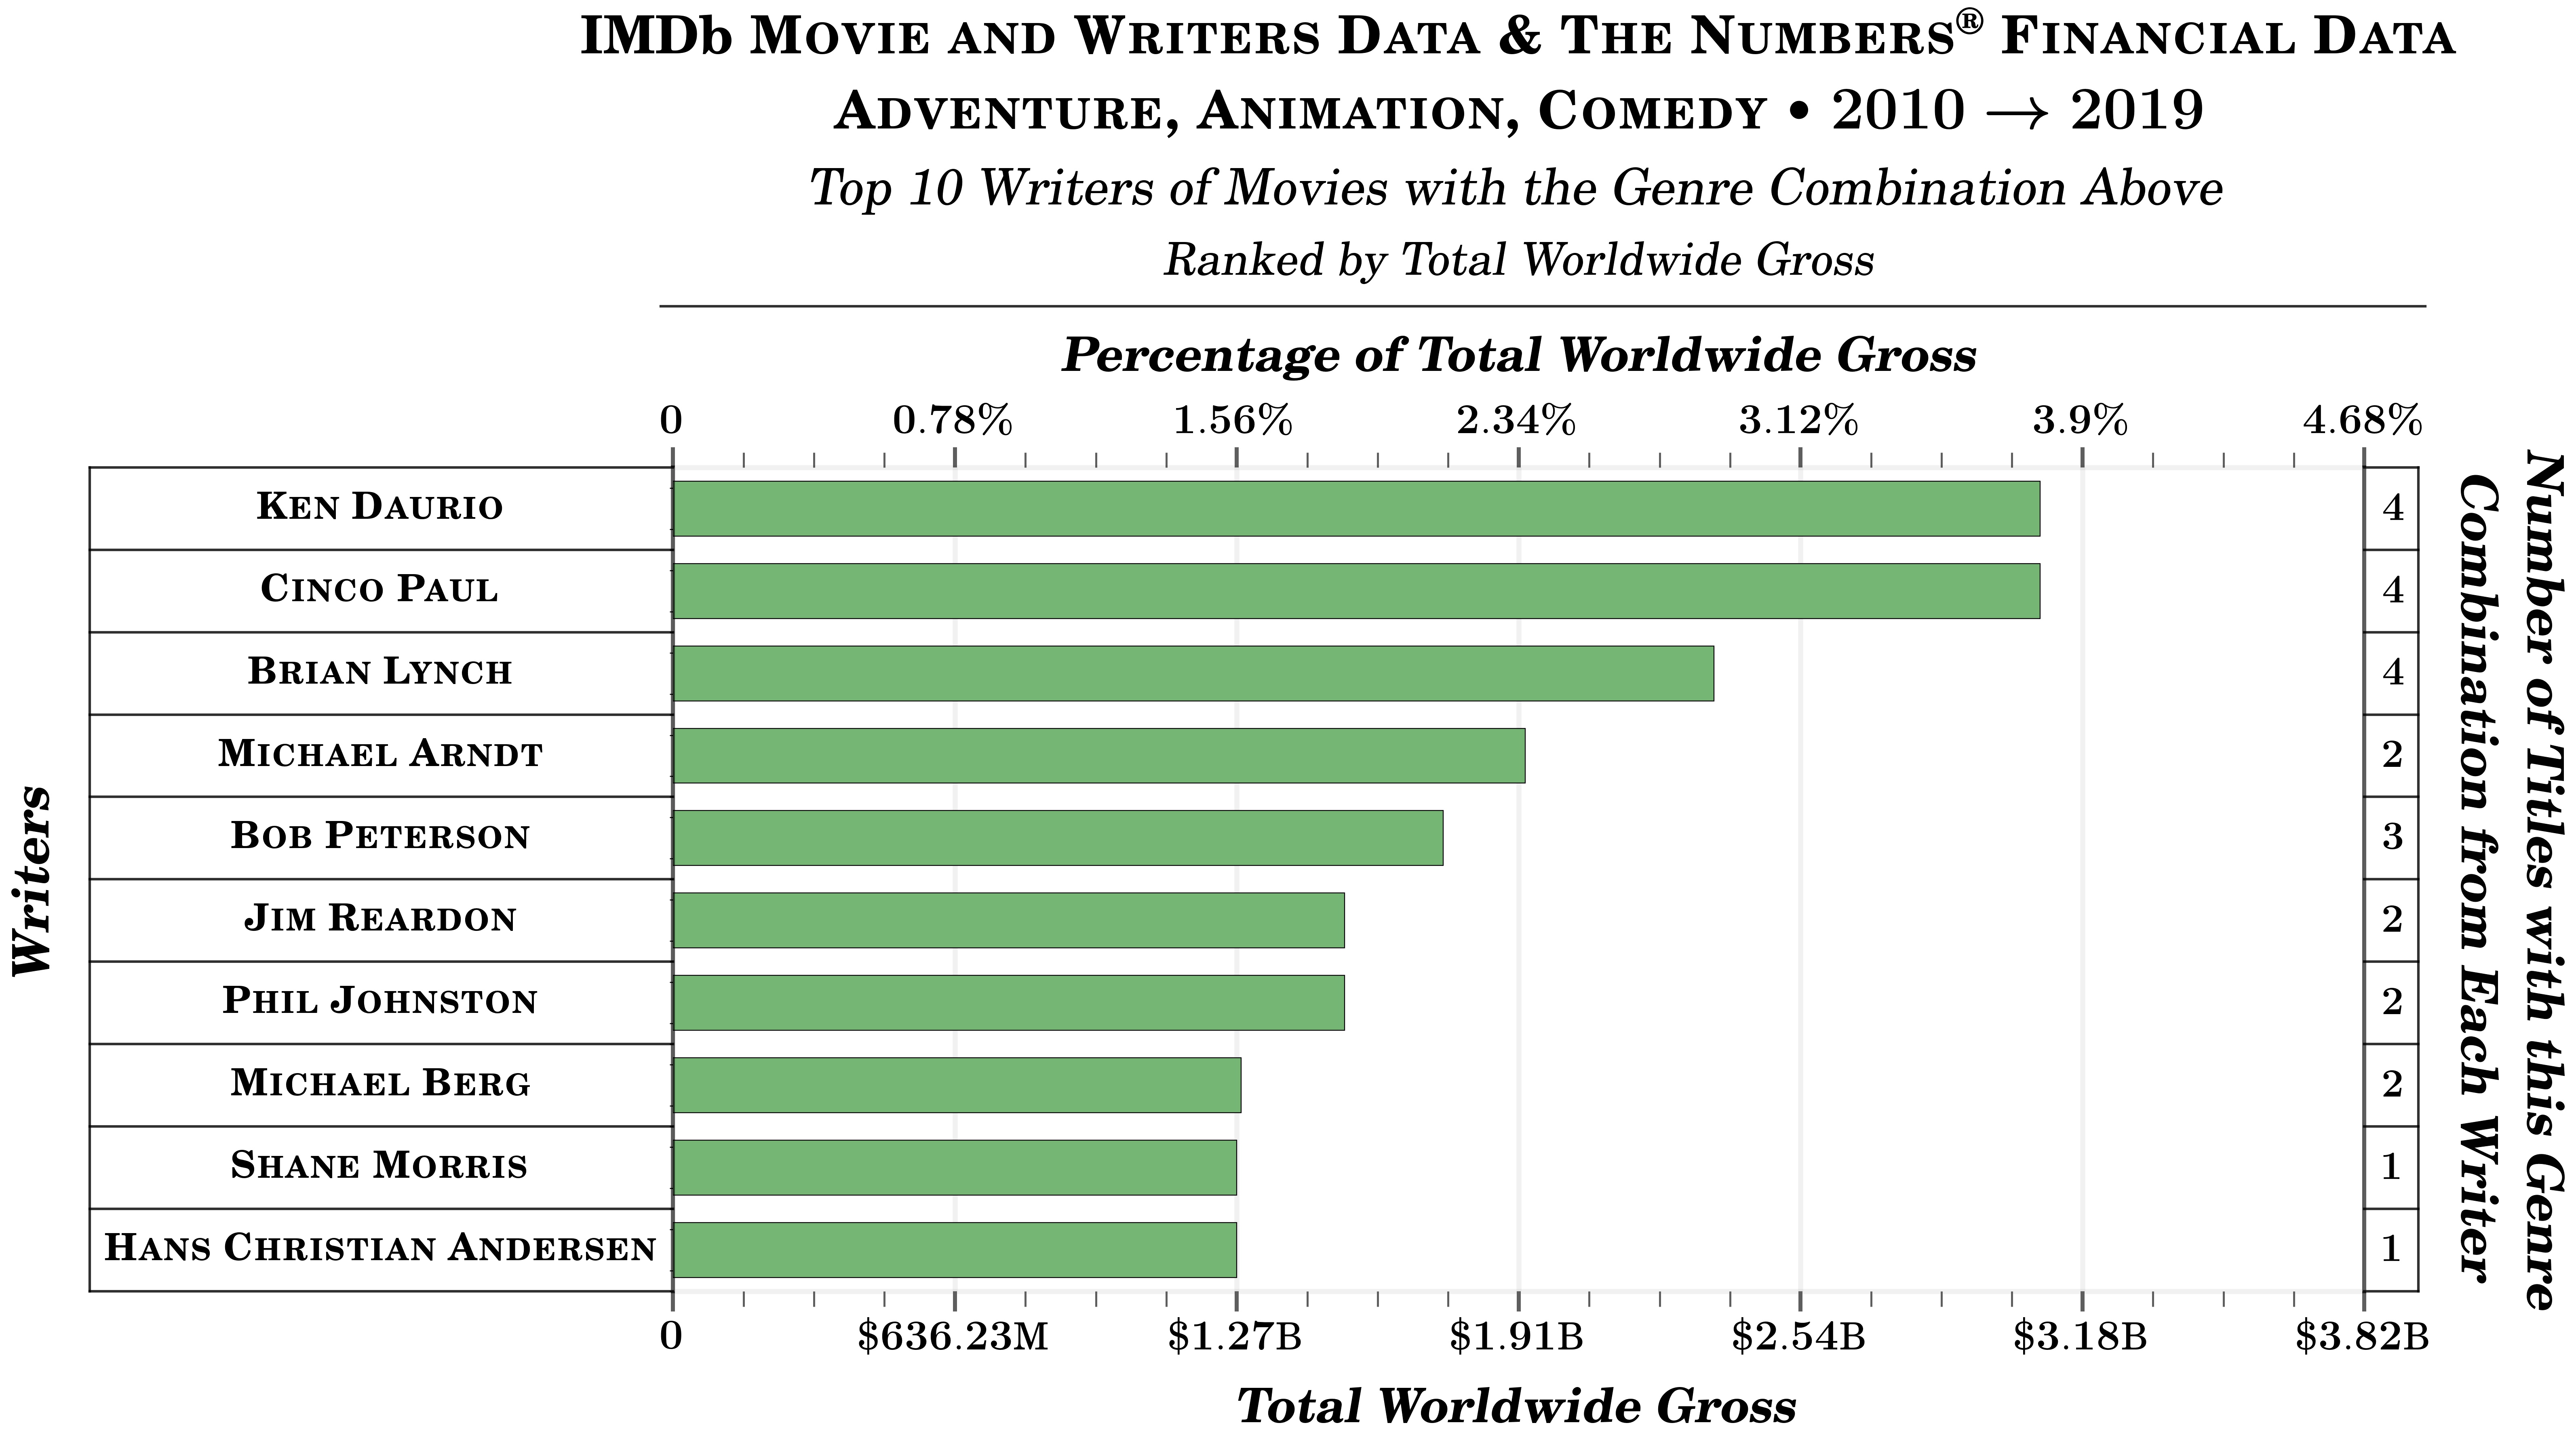 IMDb Movie and Writers Data & The Numbers® Financial Data
Adventure, Animation, Comedy • 2010 → 2019
Top 10 Writers of Movies with the Genre Combination Above
Ranked by Total Worldwide Gross
Percentage of Total Worldwide Gross
0 0.78% 1.56% 2.34% 3.12% 3.9% 4.68%
Writers
Ken Daurio 4
Cinco Paul 4
Brian Lynch 4
Michael Arndt 2
Bob Peterson 3
Jim Reardon 2
Phil Johnston 2
Michael Berg 2
Shane Morris 1
Hans Christian Andersen 1
Number of Titles with this Genre
Combination from Each Writer
0 $636.23M $1.27B $1.91B $2.54B $3.18B $3.82B
Total Worldwide Gross